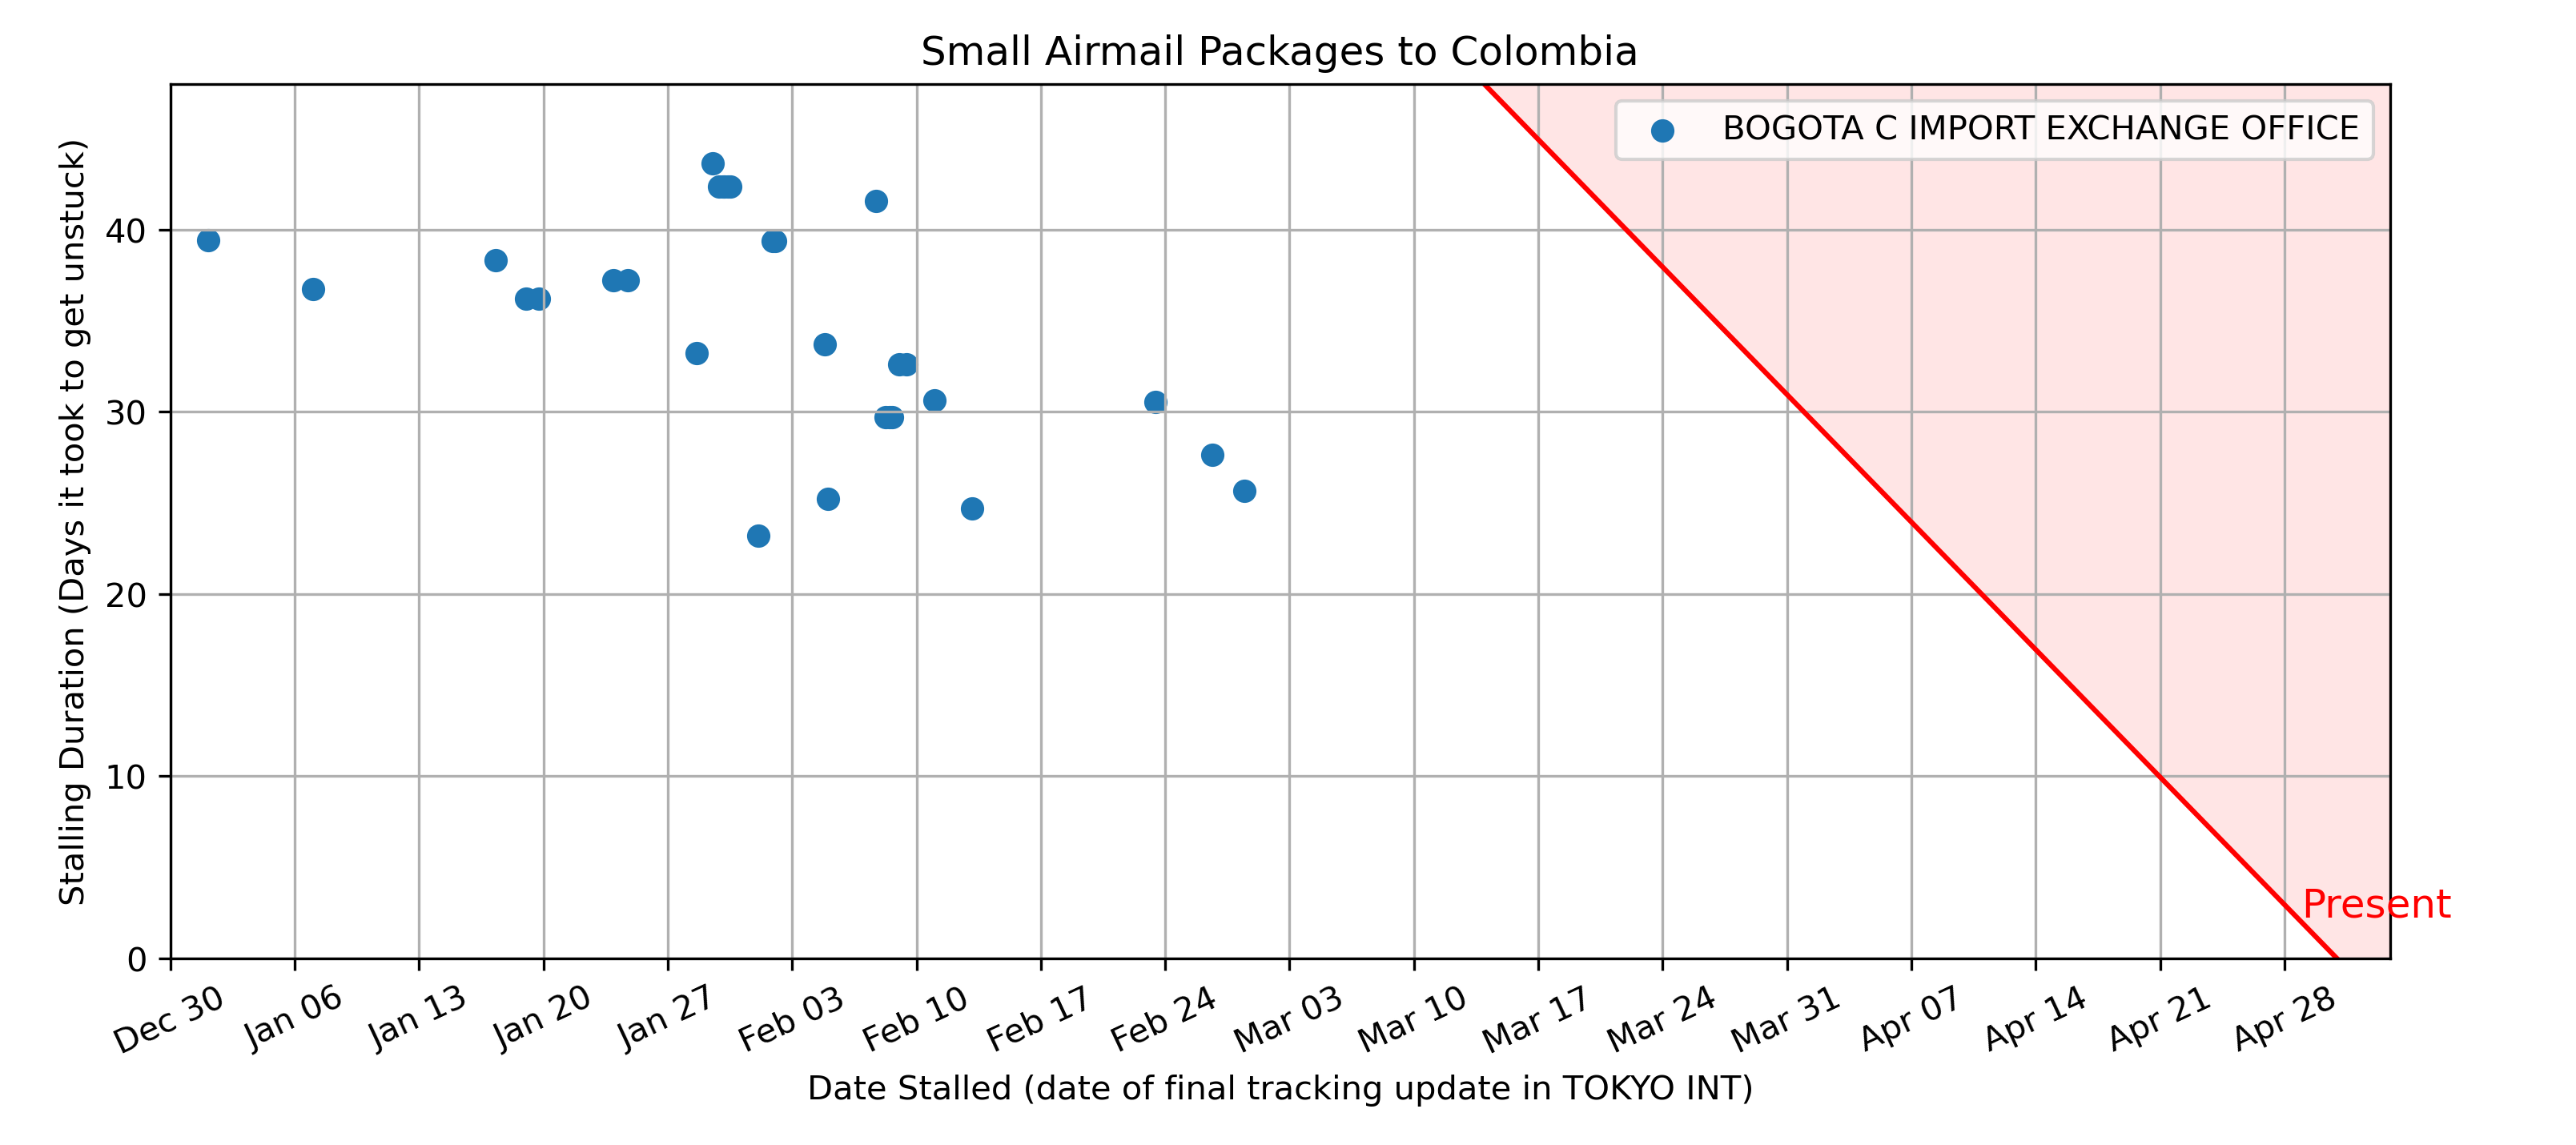 Small Airmail Packages to Colombia
BOGOTA C IMPORT EXCHANGE OFFICE
Stalling Duration (Days it took to get unstuck)
40
30
20
10
0
Present
Dec 30
Jan 06
Jan 13
Jan 20
Jan 27
Feb 03
Feb 10
Feb 17
Feb 24
Mar 03
Mar 10
Mar 17
Mar 24
Mar 31
Apr 07
Apr 14
Apr 21
Apr 28
Date Stalled (date of final tracking update in TOKYO INT)